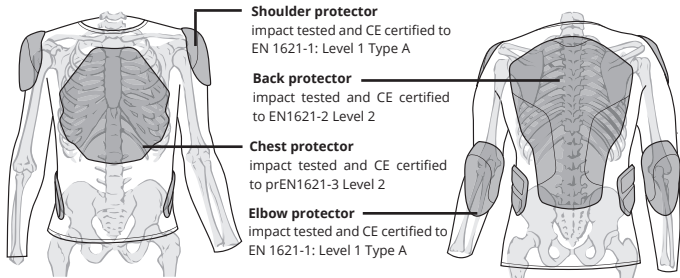 Shoulder protector
impact tested and CE certified to
EN 1621-1: Level 1 Type A
Back protector
impact tested and CE certified
to EN1621-2 Level 2
Chest protector
impact tested and CE certified
to prEN1621-3 Level 2
Elbow protector
impact tested and CE certified to
EN 1621-1: Level 1 Type A